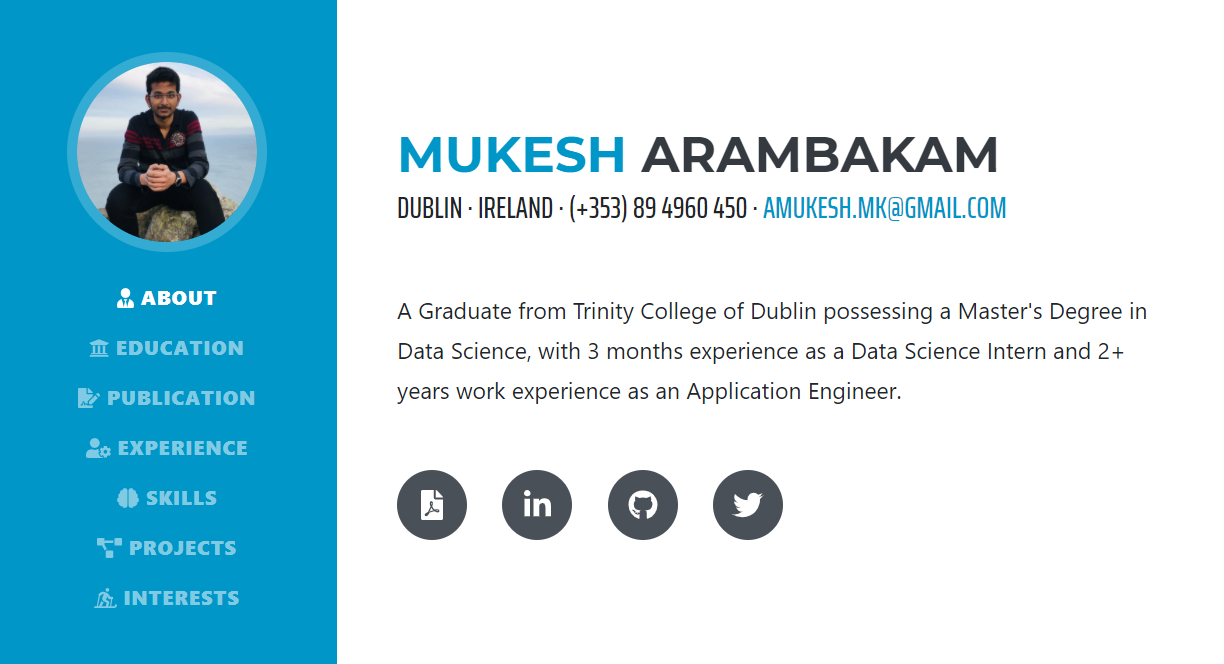 ABOUT
EDUCATION
PUBLICATION
EXPERIENCE
SKILLS
PROJECTS
INTERESTS
MUKESH ARAMBAKAM
DUBLIN · IRELAND · (+353) 89 4960 450 · AMUKESH.MK@GMAIL.COM
A Graduate from Trinity College of Dublin possessing a Master's Degree in
Data Science, with 3 months experience as a Data Science Intern and 2+
years work experience as an Application Engineer.
in